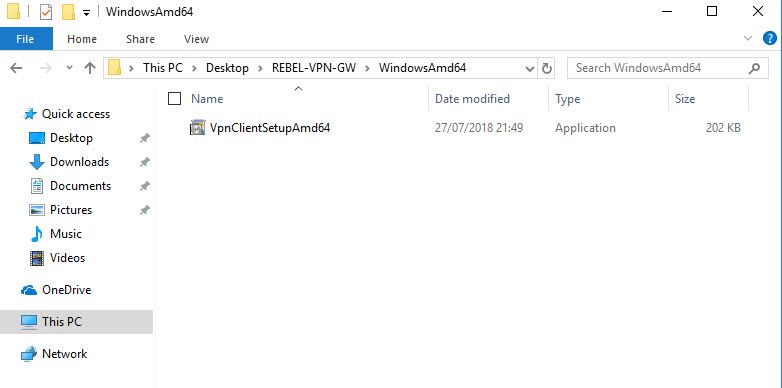 WindowsAmd64
File Home Share View
This PC Desktop REBEL-VPN-GW WindowsAmd64 Search WindowsAmd64
Name Date modified Type Size
Quick access
VpnClientSetupAmd64 27/07/2018 21:49 Application 202 KB
Desktop
Downloads
Documents
Pictures
Music
Videos
OneDrive
This PC
Network